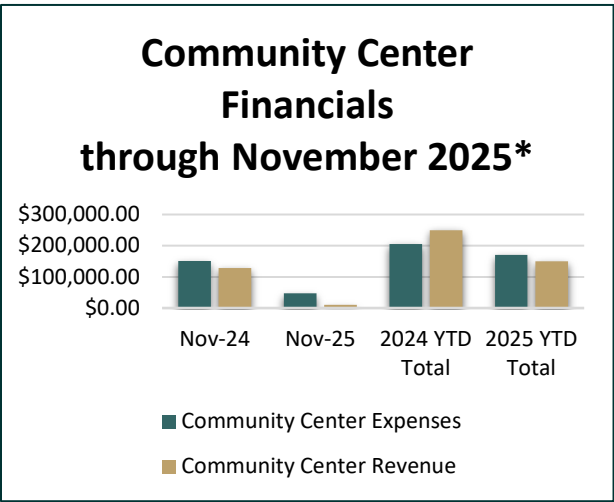 Community Center
Financials
through November 2025*
$300,000.00
$200,000.00
$100,000.00
$0.00
Nov-24 Nov-25 2024 YTD 2025 YTD
Total Total
Community Center Expenses
Community Center Revenue